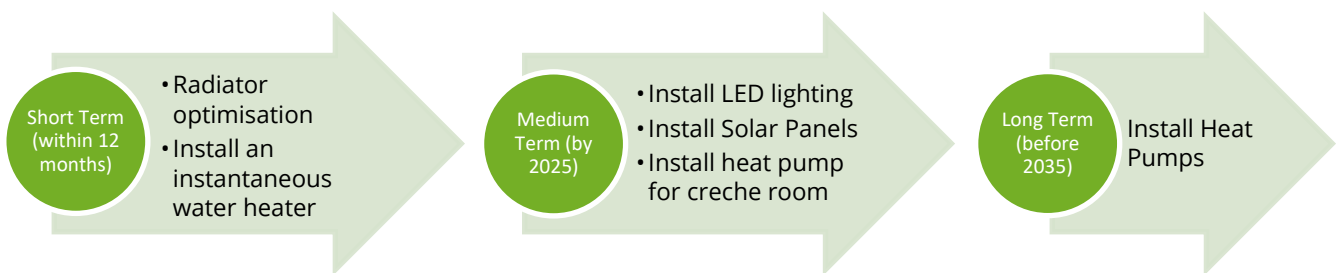 Short Term
(within 12
months)
•Radiator
optimisation
•Install an
instantaneous
water heater
Medium
Term (by
2025)
•Install LED lighting
•Install Solar Panels
•Install heat pump
for creche room
Long Term
(before
2035)
Install Heat
Pumps